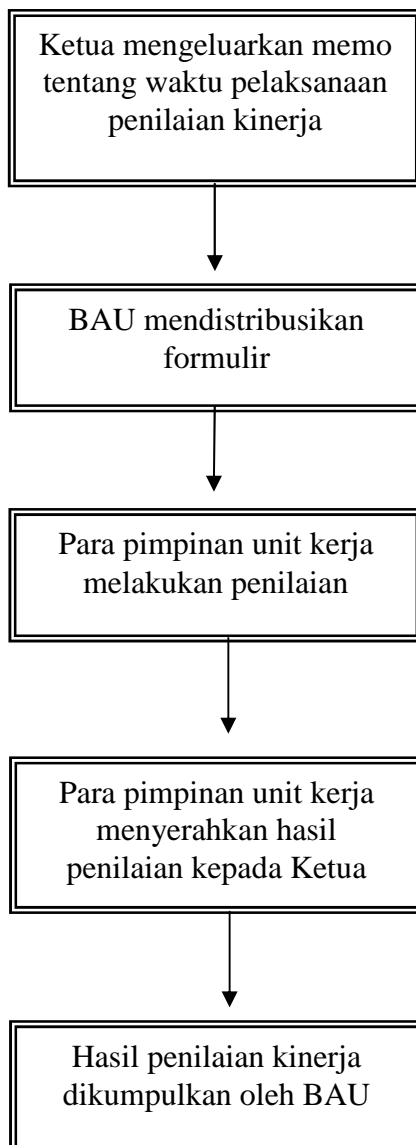 Ketua mengeluarkan memo
tentang waktu pelaksanaan
penilaian kinerja
BAU mendistribusikan
formulir
Para pimpinan unit kerja
melakukan penilaian
Para pimpinan unit kerja
menyerahkan hasil
penilaian kepada Ketua
Hasil penilaian kinerja
dikumpulkan oleh BAU